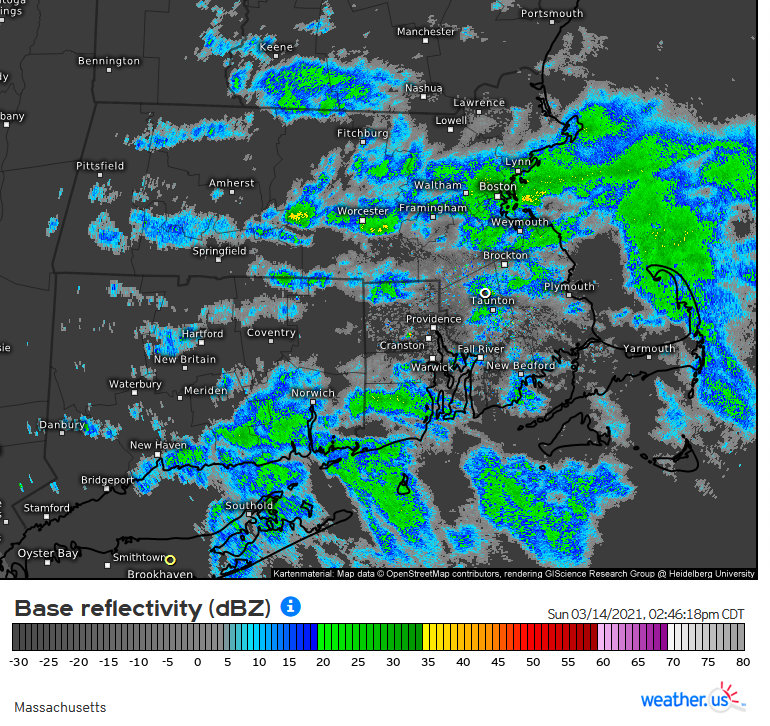 Portsmouth
ings
Manchester
Keene
Bennington
Nashua
Lawrence
bany
Lowell
Fitchburg
Lynn
Pittsfield
Amherst
Waltham
Boston
Worcester
Framingham
Weymouth
Springfield
Brockton
Plymouth
Taunton
Providence
Hartford
Coventry
Cranston
Fall River
Yarmouth
New Britain
Warwick
New Bedford
Waterbury
Meriden
Norwich
Danbury
New Haven
Bridgeport
Stamford
Southold
Oyster Bay
Smithtown
Brookhaven
Kartenmaterial: Map data © OpenStreetMap contributors, rendering GIScience Research Group @ Heidelberg University
Base reflectivity (dBZ) i
Sun 03/14/2021, 02:46:18pm CDT
-30 -25 -20 -15 -10 -5 0 5 10 15 20 25 30 35 40 45 50 55 60 65 70 75 80
Massachusetts
weather.us